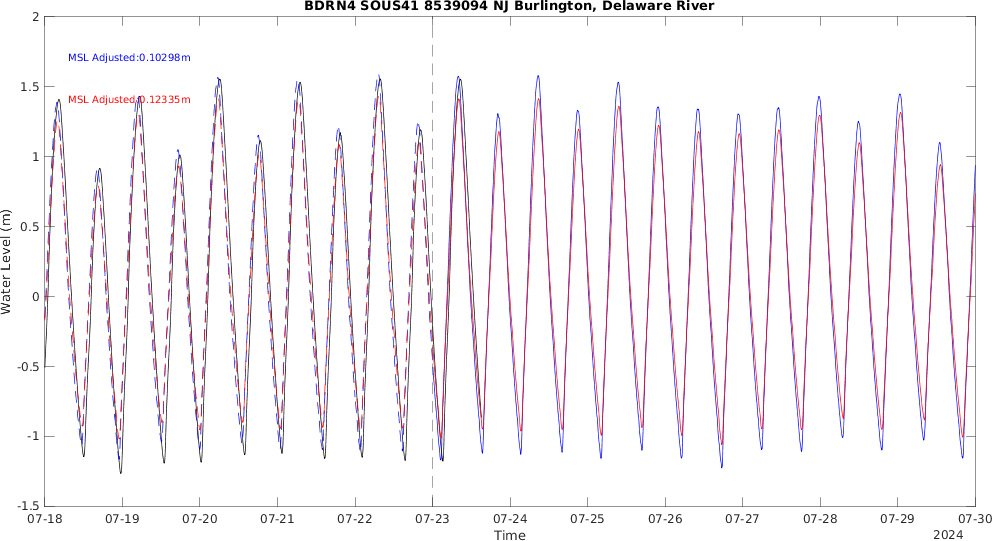 BDRN4 SOUS41 8539094 NJ Burlington, Delaware River
MSL Adjusted:0.10298m
MSL Adjusted:0.12335m
Water Level (m)
2
1.5
1
0.5
0
-0.5
-1
-1.5
07-18 07-19 07-20 07-21 07-22 07-23 07-24 07-25 07-26 07-27 07-28 07-29 07-30
Time
2024